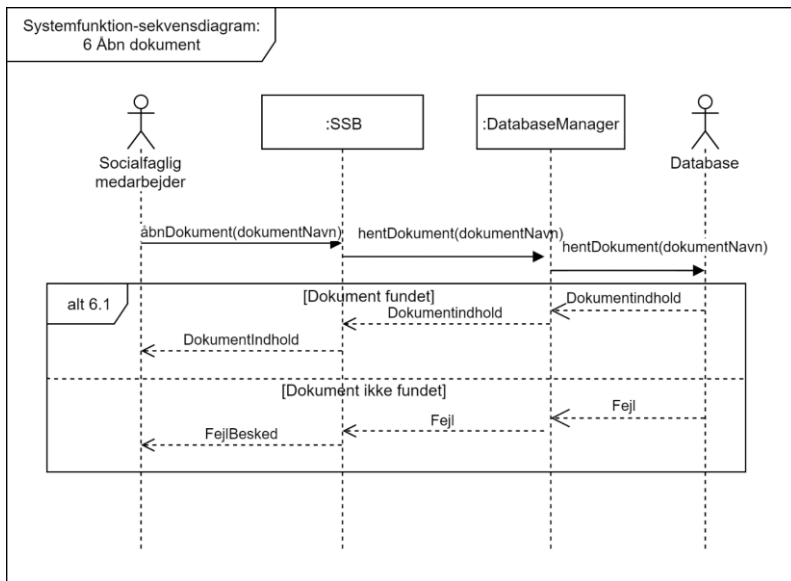 Systemfunktion-sekvensdiagram:
6 Åbn dokument
:SSB
:DatabaseManager
Socialfaglig
medarbejder
Database
åbnDokument(dokumentNavn)
hentDokument(dokumentNavn)
hentDokument(dokumentNavn)
alt 6.1
[Dokument fundet]
Dokumentindhold
Dokumentindhold
DokumentIndhold
[Dokument ikke fundet]
Fejl
Fejl
FejlBesked